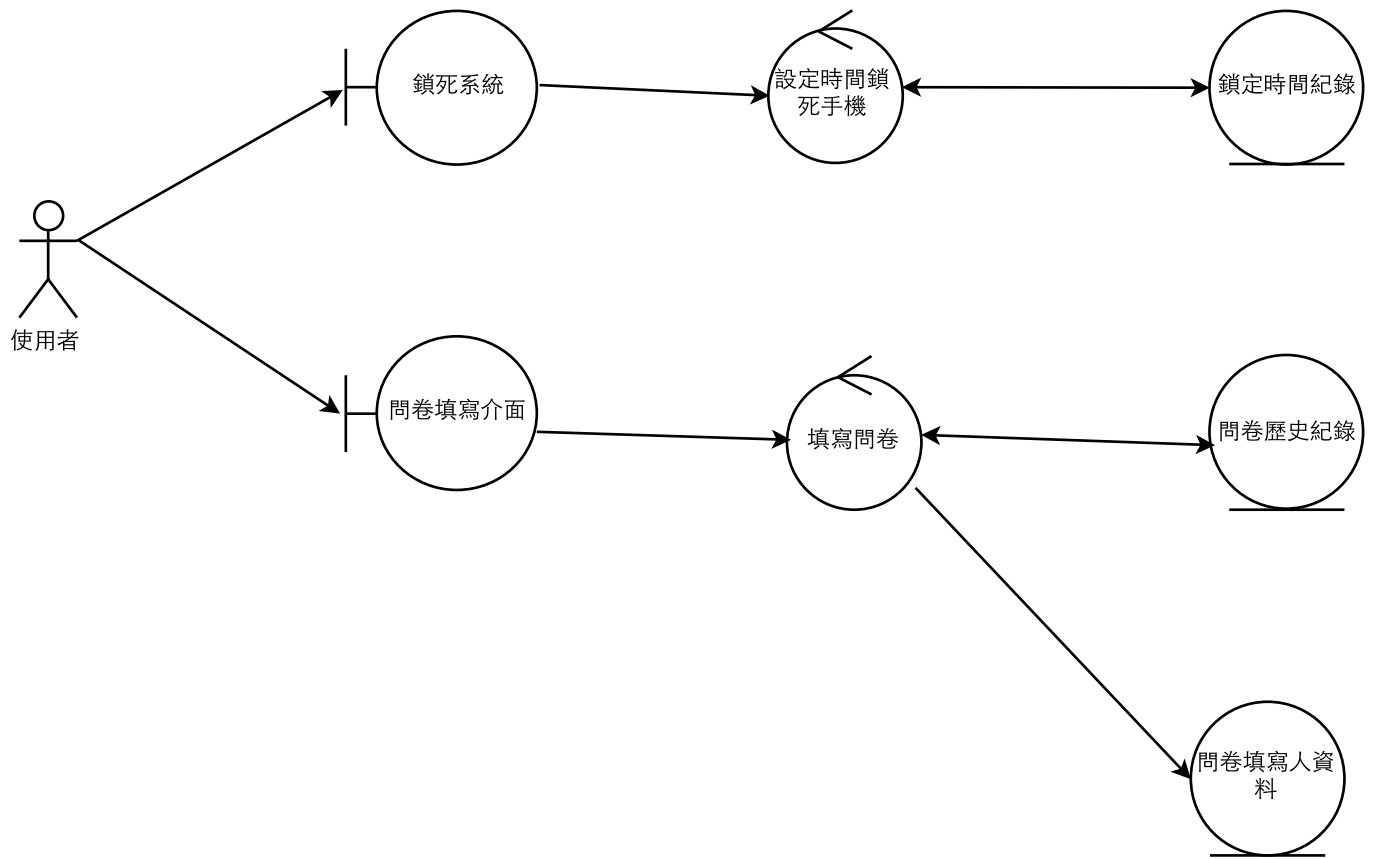 鎖死系統
設定時間鎖
死手機
鎖定時間紀錄
使用者
問卷填寫介面
填寫問卷
問卷歷史紀錄
問卷填寫人資
料